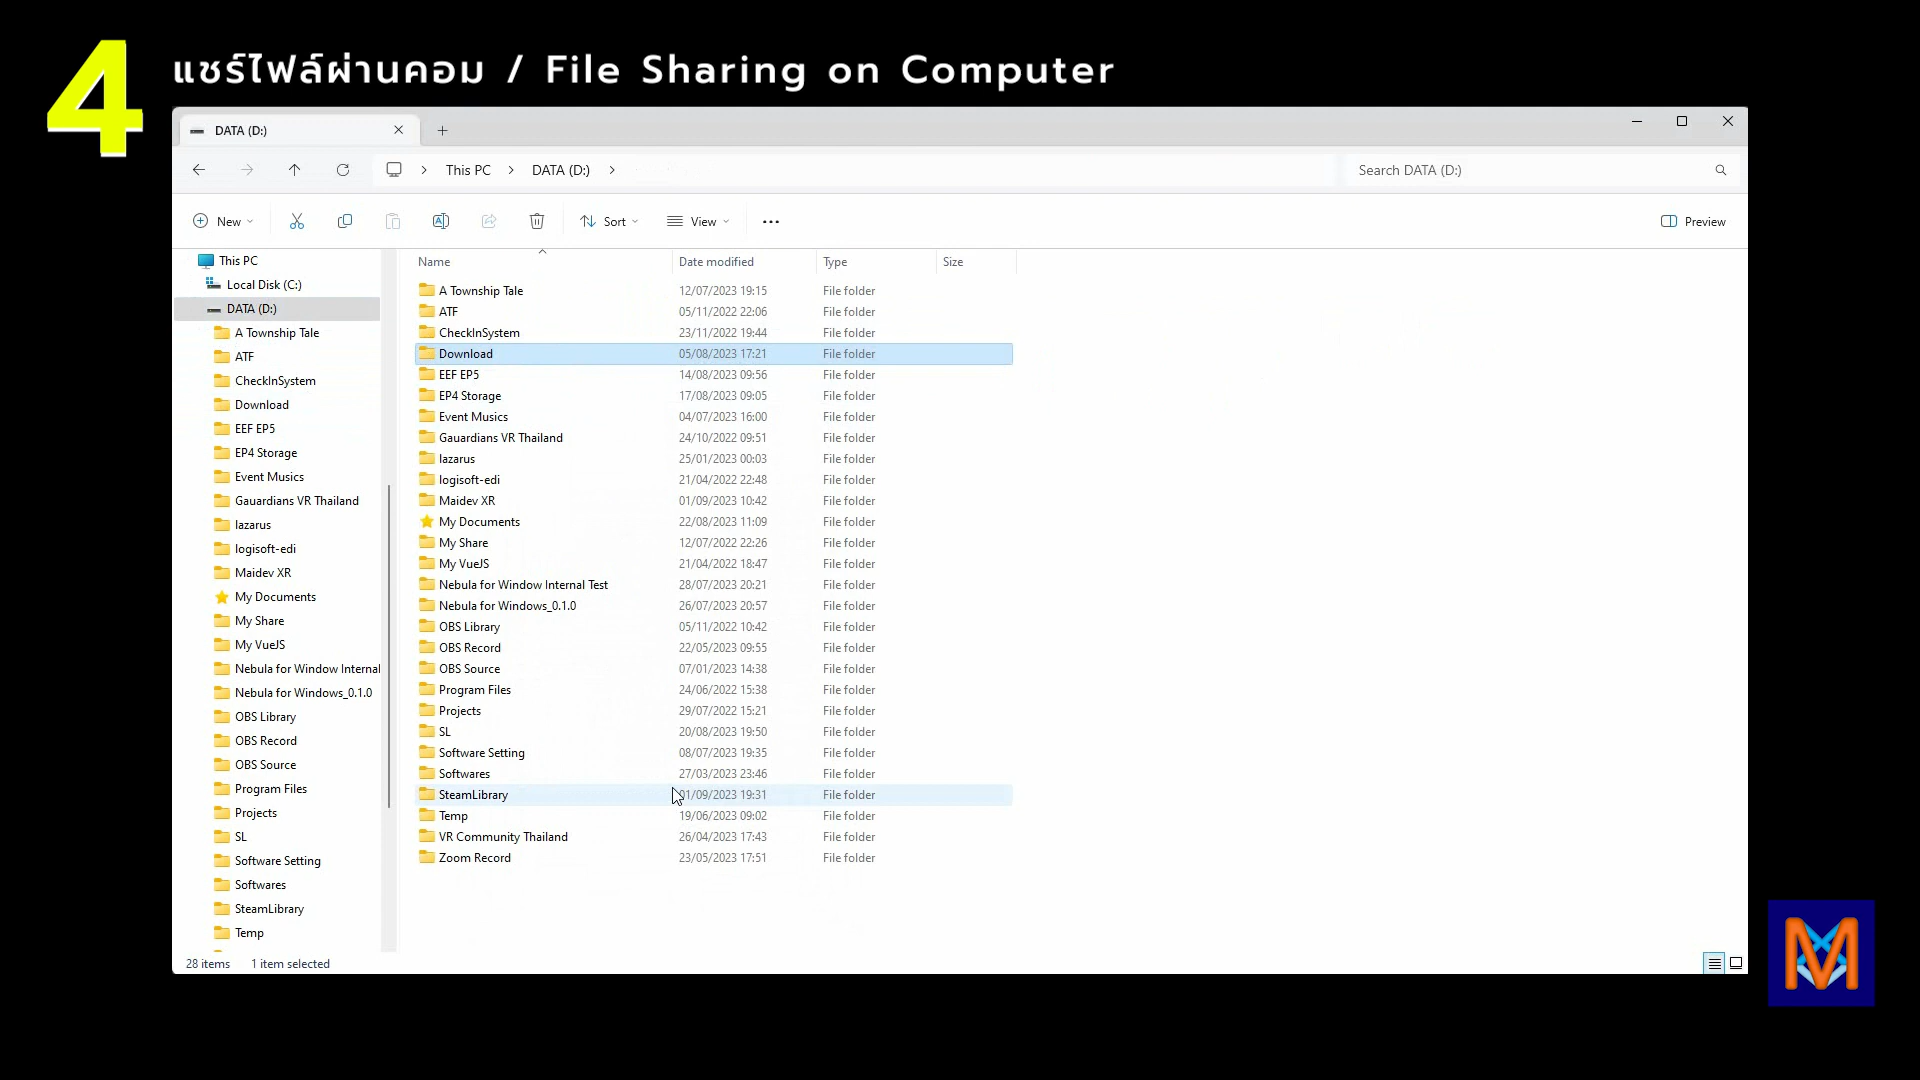 4
แชร์ไฟล์ผ่านคอม / File Sharing on Computer
DATA (D:)
This PC
DATA (D:)
Search DATA (D:)
New
Sort
View
Preview
This PC
Local Disk (C:)
DATA (D:)
A Township Tale
ATF
CheckInSystem
Download
EEF EP5
EP4 Storage
Event Musics
Gauardians VR Thailand
lazarus
logisoft-edi
Maidev XR
My Documents
My Share
My VueJS
Nebula for Window Internal
Nebula for Windows_0.1.0
OBS Library
OBS Record
OBS Source
Program Files
Projects
SL
Software Setting
Softwares
SteamLibrary
Temp
Name Date modified Type Size
A Township Tale 12/07/2023 19:15 File folder
ATF 05/11/2022 22:06 File folder
CheckInSystem 23/11/2022 19:44 File folder
Download 05/08/2023 17:21 File folder
EEF EP5 14/08/2023 09:56 File folder
EP4 Storage 17/08/2023 09:05 File folder
Event Musics 04/07/2023 16:00 File folder
Gauardians VR Thailand 24/10/2022 09:51 File folder
lazarus 25/01/2023 00:03 File folder
logisoft-edi 21/04/2022 22:48 File folder
Maidev XR 01/09/2023 10:42 File folder
My Documents 22/08/2023 11:09 File folder
My Share 12/07/2022 22:26 File folder
My VueJS 21/04/2022 18:47 File folder
Nebula for Window Internal Test 28/07/2023 20:21 File folder
Nebula for Windows_0.1.0 26/07/2023 20:57 File folder
OBS Library 05/11/2022 10:42 File folder
OBS Record 22/05/2023 09:55 File folder
OBS Source 07/01/2023 14:38 File folder
Program Files 24/06/2022 15:38 File folder
Projects 29/07/2022 15:21 File folder
SL 20/08/2023 19:50 File folder
Software Setting 08/07/2023 19:35 File folder
Softwares 27/03/2023 23:46 File folder
SteamLibrary 01/09/2023 19:31 File folder
Temp 19/06/2023 09:02 File folder
VR Community Thailand 26/04/2023 17:43 File folder
Zoom Record 23/05/2023 17:51 File folder
28 items 1 item selected
M